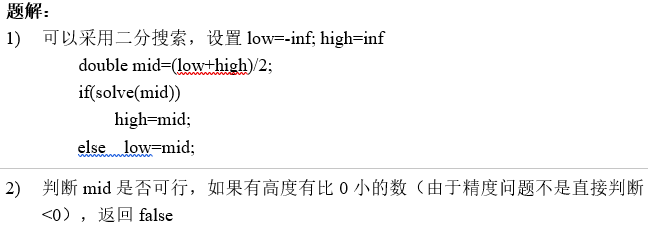 题解：
1) 可以采用二分搜索，设置 low=-inf; high=inf
double mid=(low+high)/2;
if(solve(mid))
high=mid;
else low=mid;
2) 判断 mid 是否可行，如果有高度有比 0 小的数（由于精度问题不是直接判断
<0），返回 false